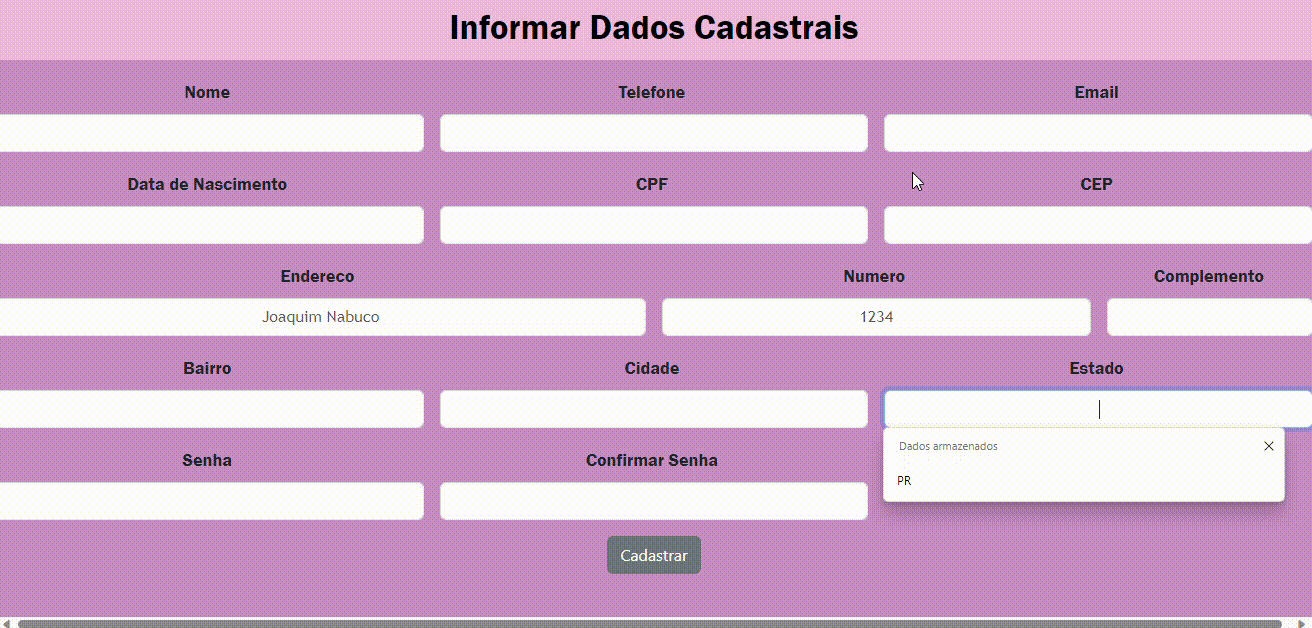 Informar Dados Cadastrais
Nome Telefone Email
Data de Nascimento CPF CEP
Endereco Numero Complemento
Joaquim Nabuco 1234
Bairro Cidade Estado
Dados armazenados
Senha Confirmar Senha
PR
Cadastrar